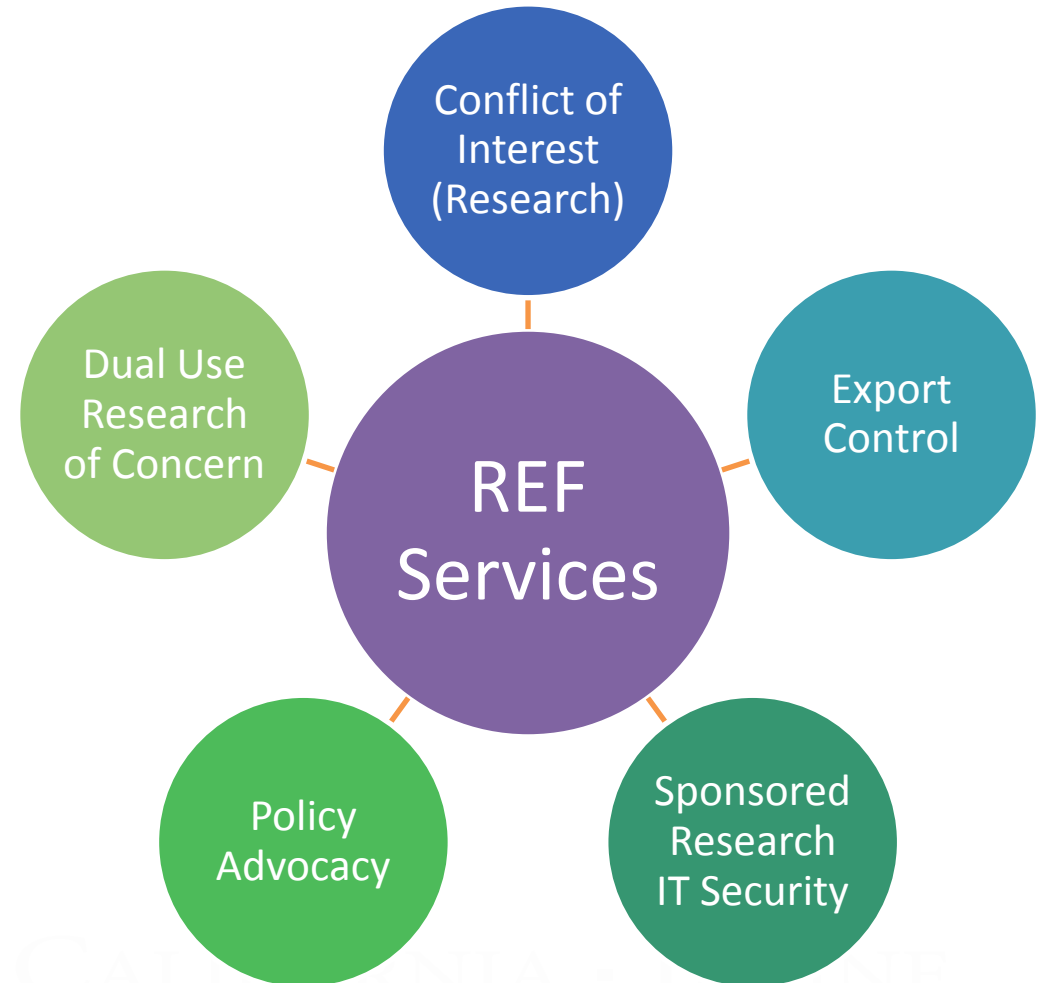 Conflict of
Interest
(Research)
Dual Use
Research
of Concern
Export
Control
REF
Services
Policy
Advocacy
Sponsored
Research
IT Security